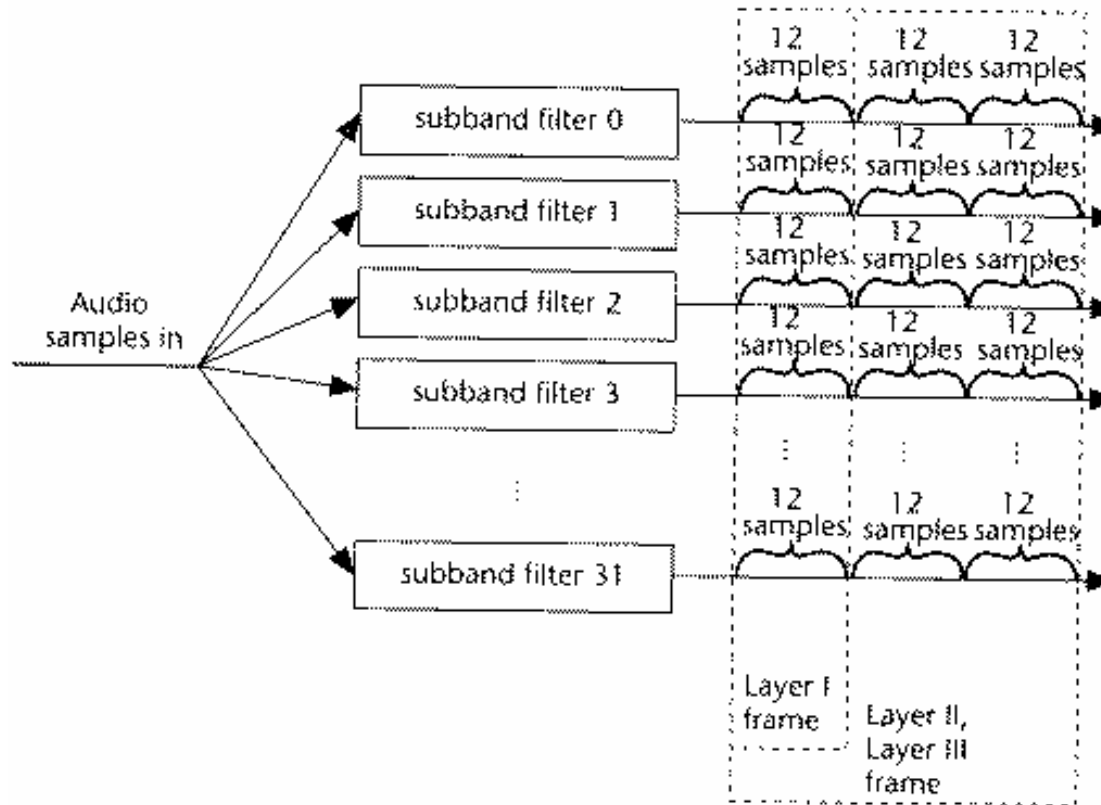 12 12 12
samples samples samples
subband filter 0
12 12 12
samples samples samples
subband filter 1
12 12 12
samples samples samples
Audio
samples in
subband filter 2
12 12 12
samples samples samples
subband filter 3
⋮ ⋮ ⋮
⋮
12 12 12
samples samples samples
subband filter 31
Layer I
frame
Layer II,
Layer III
frame